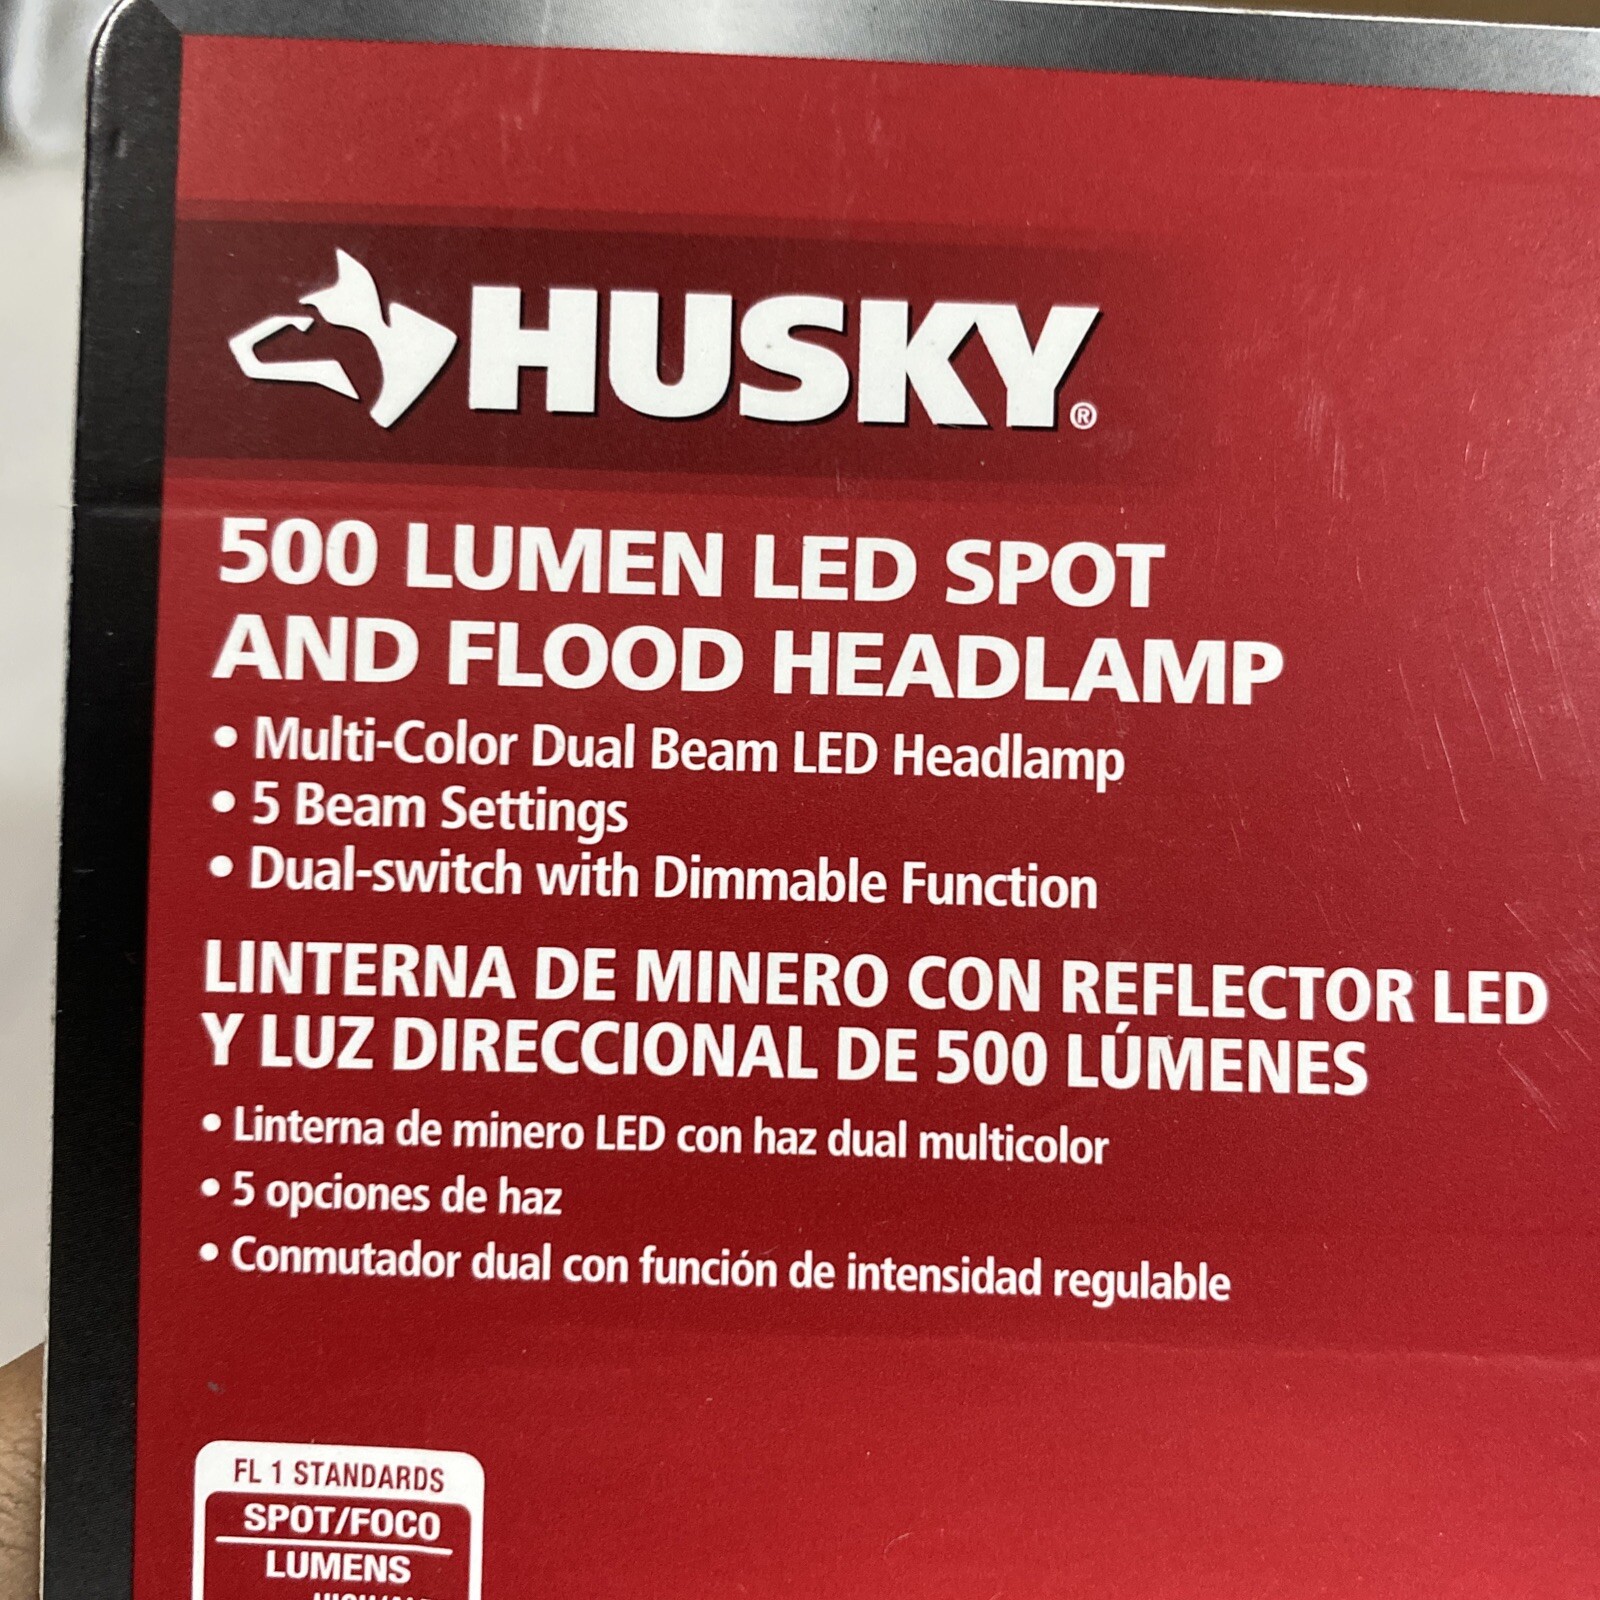 HUSKY®
500 LUMEN LED SPOT
AND FLOOD HEADLAMP
• Multi-Color Dual Beam LED Headlamp
• 5 Beam Settings
• Dual-switch with Dimmable Function
LINTERNA DE MINERO CON REFLECTOR LED
Y LUZ DIRECCIONAL DE 500 LÚMENES
• Linterna de minero LED con haz dual multicolor
• 5 opciones de haz
• Conmutador dual con función de intensidad regulable
FL 1 STANDARDS
SPOT/FOCO
LUMENS